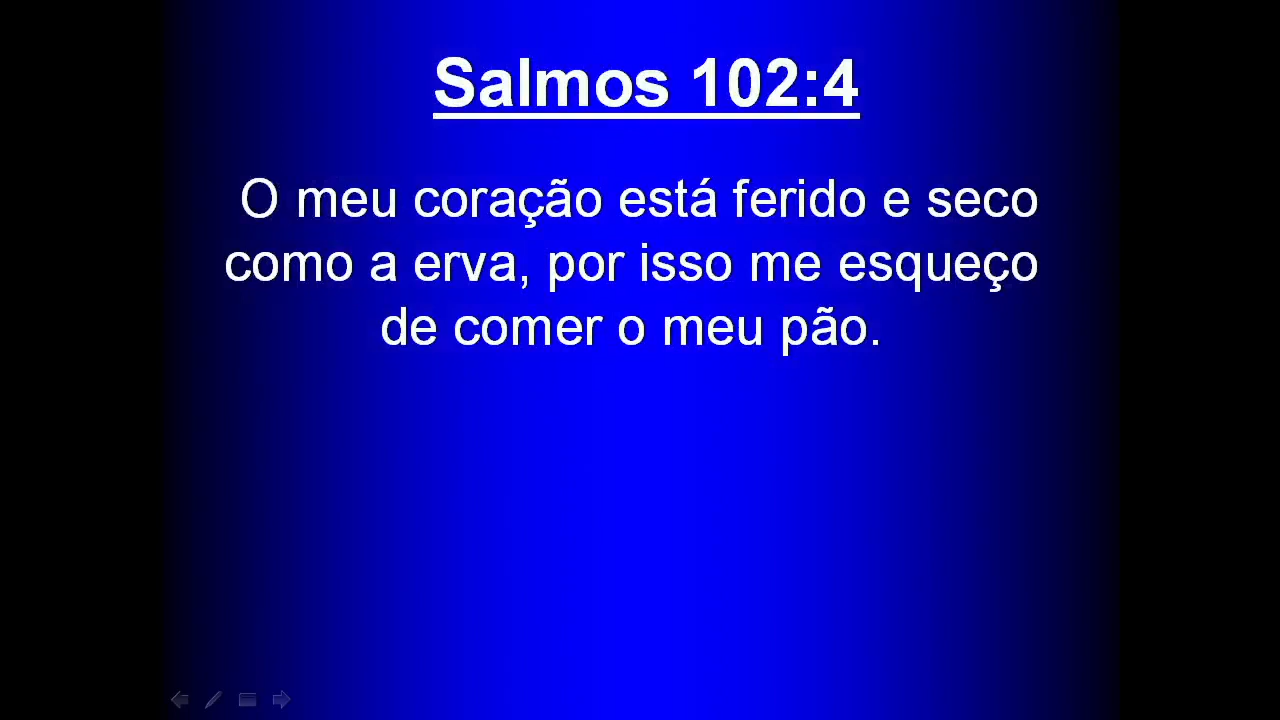 Salmos 102:4
O meu coração está ferido e seco
como a erva, por isso me esqueço
de comer o meu pão.